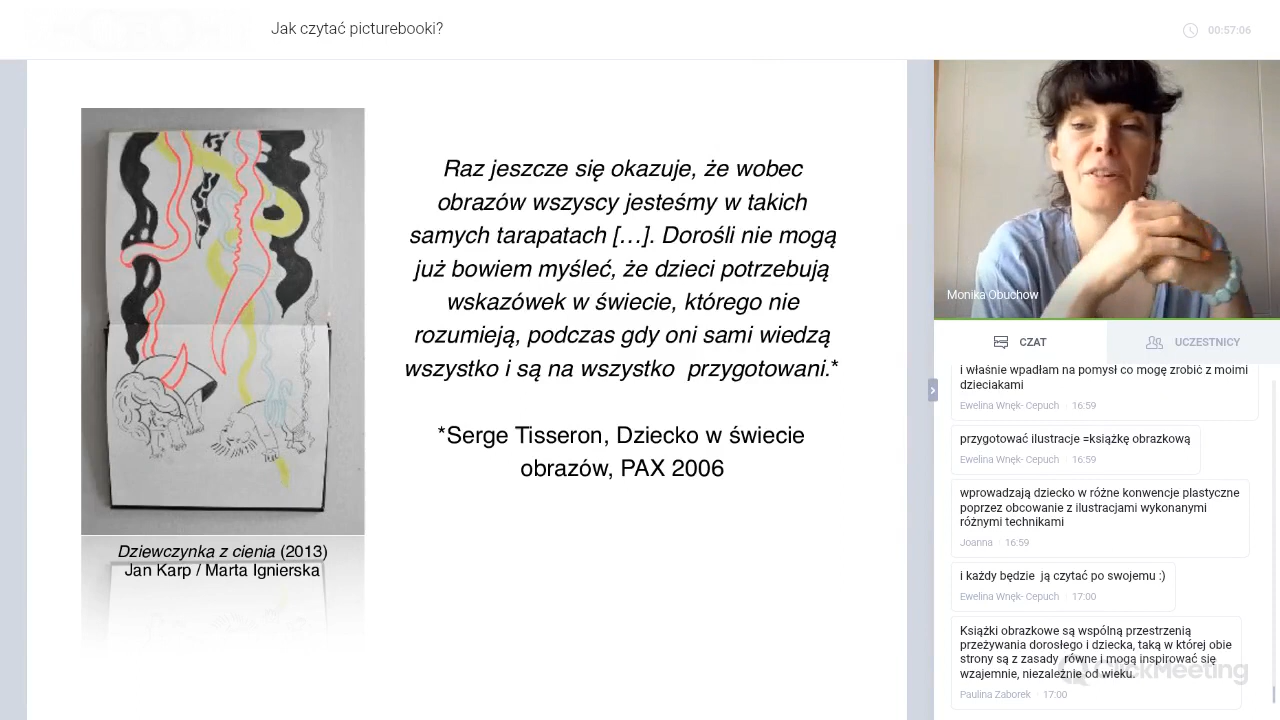 Jak czytać picturebooki?
00:57:06
Raz jeszcze się okazuje, że wobec
obrazów wszyscy jesteśmy w takich
samych tarapatach […]. Dorośli nie mogą
już bowiem myśleć, że dzieci potrzebują
wskazówek w świecie, którego nie
rozumieją, podczas gdy oni sami wiedzą
wszystko i są na wszystko przygotowani.*
*Serge Tisseron, Dziecko w świecie
obrazów, PAX 2006
Dziewczynka z cienia (2013)
Jan Karp / Marta Ignierska
Monika Obuchow
CZAT
UCZESTNICY
i właśnie wpadłam na pomysł co mogę zrobić z moimi
dzieciakami
Ewelina Wnęk- Cepuch 16:59
przygotować ilustracje =książkę obrazkową
Ewelina Wnęk- Cepuch 16:59
wprowadzają dziecko w różne konwencje plastyczne
poprzez obcowanie z ilustracjami wykonanymi
różnymi technikami
Joanna 16:59
i każdy będzie ją czytać po swojemu :)
Ewelina Wnęk- Cepuch 17:00
Książki obrazkowe są wspólną przestrzenią
przeżywania dorosłego i dziecka, taką w której obie
strony są z zasady równe i mogą inspirować się
wzajemnie, niezależnie od wieku.
Paulina Zaborek 17:00
ClickMeeting